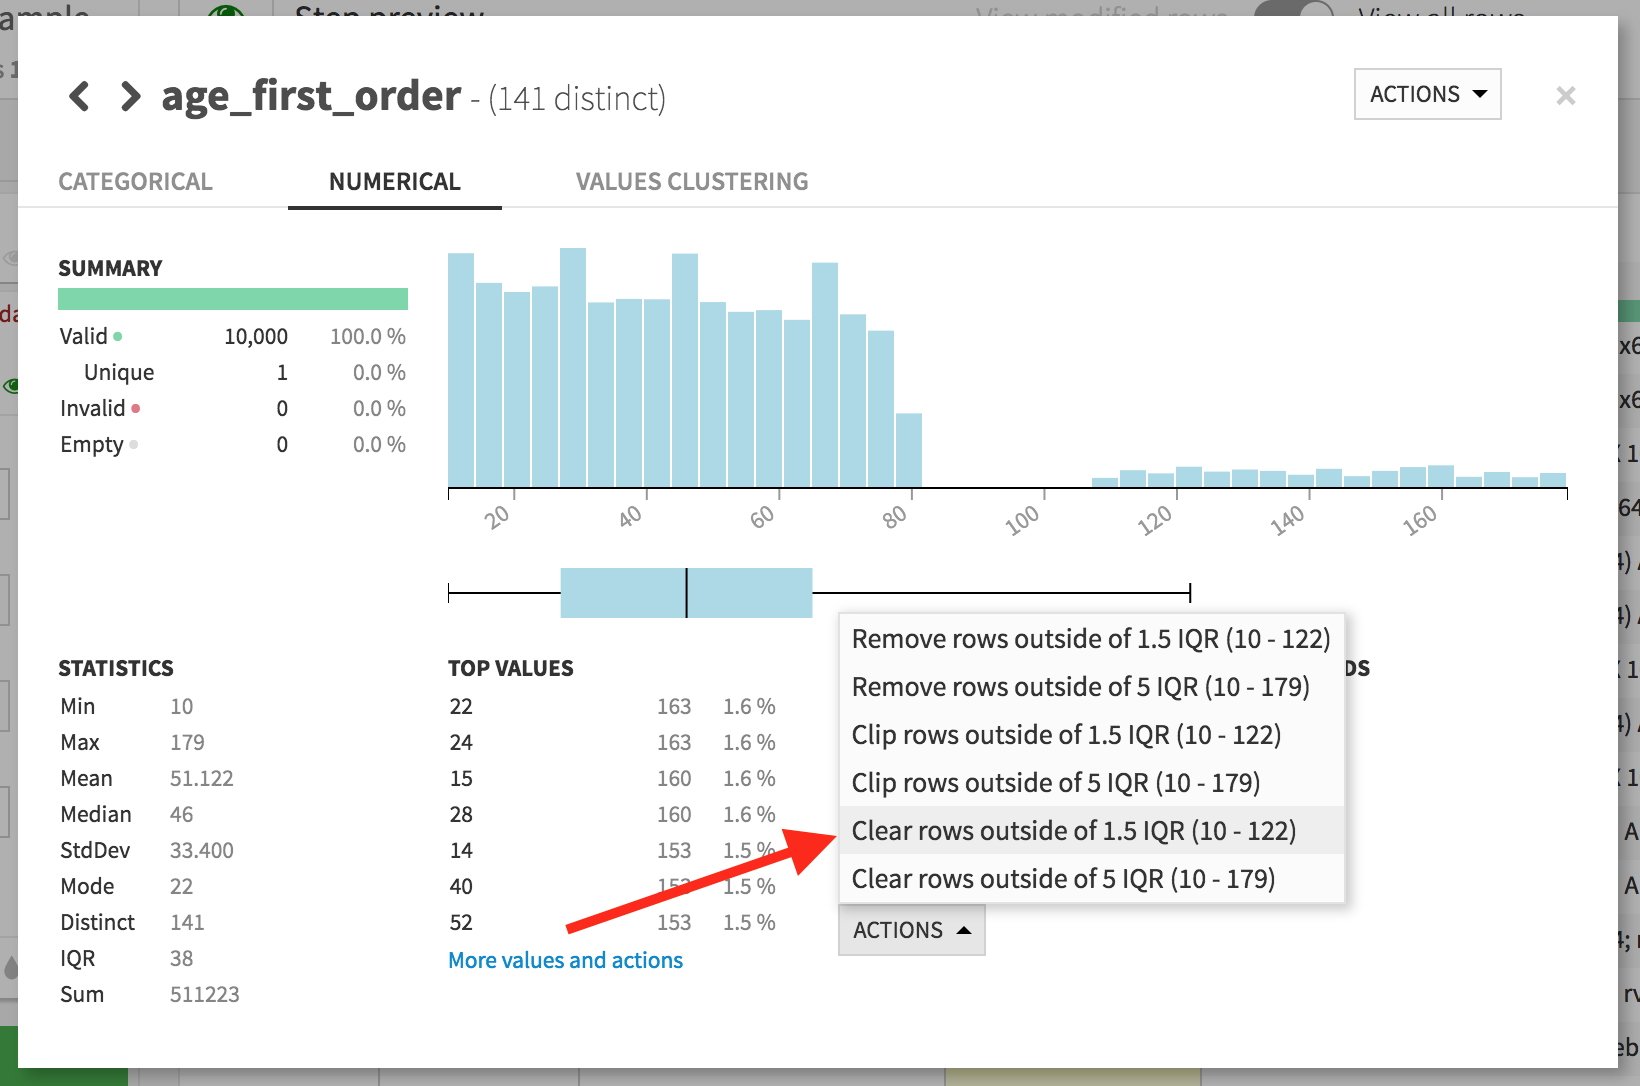 age_first_order - (141 distinct)
ACTIONS
×
CATEGORICAL
NUMERICAL
VALUES CLUSTERING
SUMMARY
Valid 10,000 100.0 %
Unique 1 0.0 %
Invalid 0 0.0 %
Empty 0 0.0 %
20 40 60 80 100 120 140 160
STATISTICS
Min 10
Max 179
Mean 51.122
Median 46
StdDev 33.400
Mode 22
Distinct 141
IQR 38
Sum 511223
TOP VALUES
22 163 1.6 %
24 163 1.6 %
15 160 1.6 %
28 160 1.6 %
14 153 1.5 %
40 153 1.5 %
52 153 1.5 %
More values and actions
Remove rows outside of 1.5 IQR (10 - 122)
Remove rows outside of 5 IQR (10 - 179)
Clip rows outside of 1.5 IQR (10 - 122)
Clip rows outside of 5 IQR (10 - 179)
Clear rows outside of 1.5 IQR (10 - 122)
Clear rows outside of 5 IQR (10 - 179)
ACTIONS